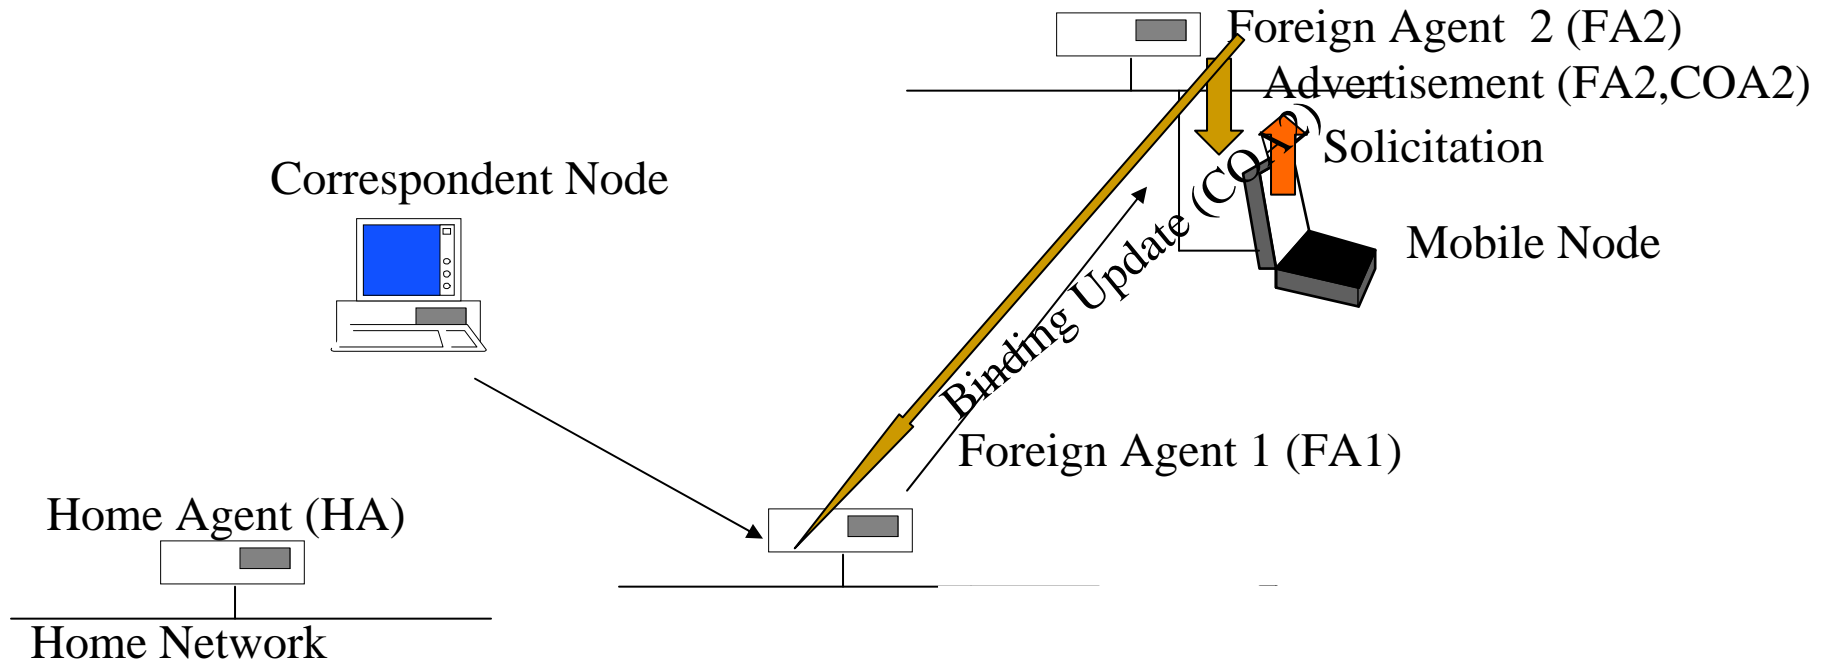 Foreign Agent 2 (FA2)
Advertisement (FA2,COA2)
Solicitation
Correspondent Node
Mobile Node
Binding Update (COA2)
Foreign Agent 1 (FA1)
Home Agent (HA)
Home Network